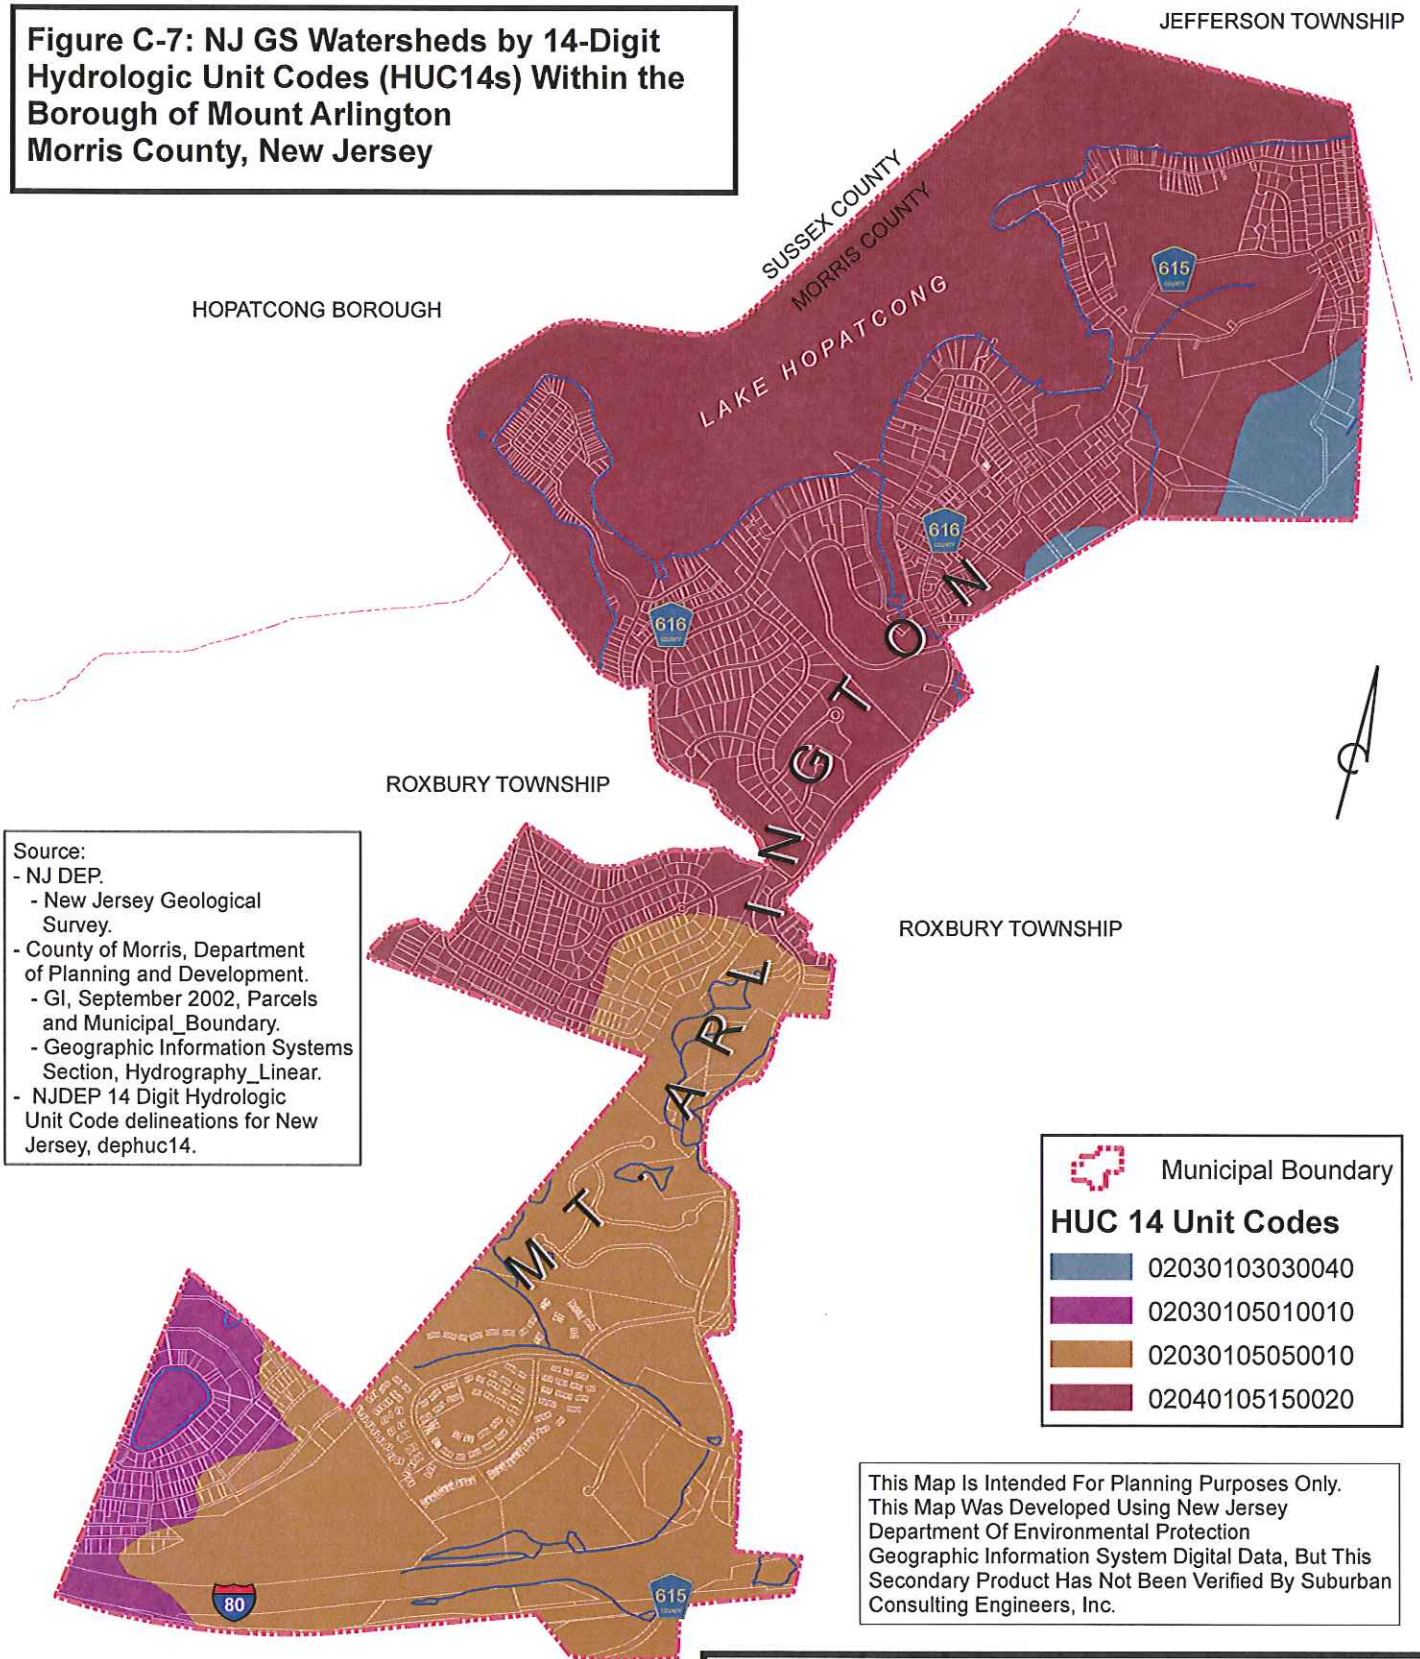 Figure C-7: NJ GS Watersheds by 14-Digit
Hydrologic Unit Codes (HUC14s) Within the
Borough of Mount Arlington
Morris County, New Jersey
JEFFERSON TOWNSHIP
SUSSEX COUNTY
MORRIS COUNTY
HOPATCONG BOROUGH
LAKE HOPATCONG
615
COUNTY
616
COUNTY
616
COUNTY
ROXBURY TOWNSHIP
ROXBURY TOWNSHIP
MT ARLINGTON
Source:
- NJ DEP.
- New Jersey Geological
Survey.
- County of Morris, Department
of Planning and Development.
- GI, September 2002, Parcels
and Municipal_Boundary.
- Geographic Information Systems
Section, Hydrography_Linear.
- NJDEP 14 Digit Hydrologic
Unit Code delineations for New
Jersey, dephuc14.
Municipal Boundary
HUC 14 Unit Codes
02030103030040
02030105010010
02030105050010
02040105150020
80
615
COUNTY
This Map Is Intended For Planning Purposes Only.
This Map Was Developed Using New Jersey
Department Of Environmental Protection
Geographic Information System Digital Data, But This
Secondary Product Has Not Been Verified By Suburban
Consulting Engineers, Inc.